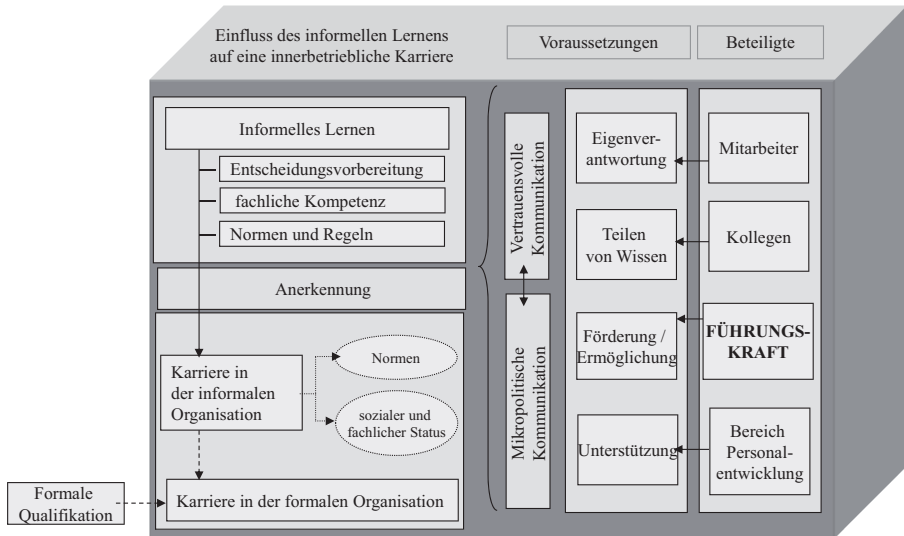 Einfluss des informellen Lernens
auf eine innerbetriebliche Karriere
Voraussetzungen
Beteiligte
Informelles Lernen
Entscheidungsvorbereitung
fachliche Kompetenz
Normen und Regeln
Anerkennung
Karriere in
der informalen
Organisation
Normen
sozialer und
fachlicher Status
Karriere in der formalen Organisation
Formale
Qualifikation
Vertrauensvolle
Kommunikation
Mikropolitische
Kommunikation
Eigenver-
antwortung
Teilen
von Wissen
Förderung /
Ermöglichung
Unterstützung
Mitarbeiter
Kollegen
FÜHRUNGS-
KRAFT
Bereich
Personal-
entwicklung